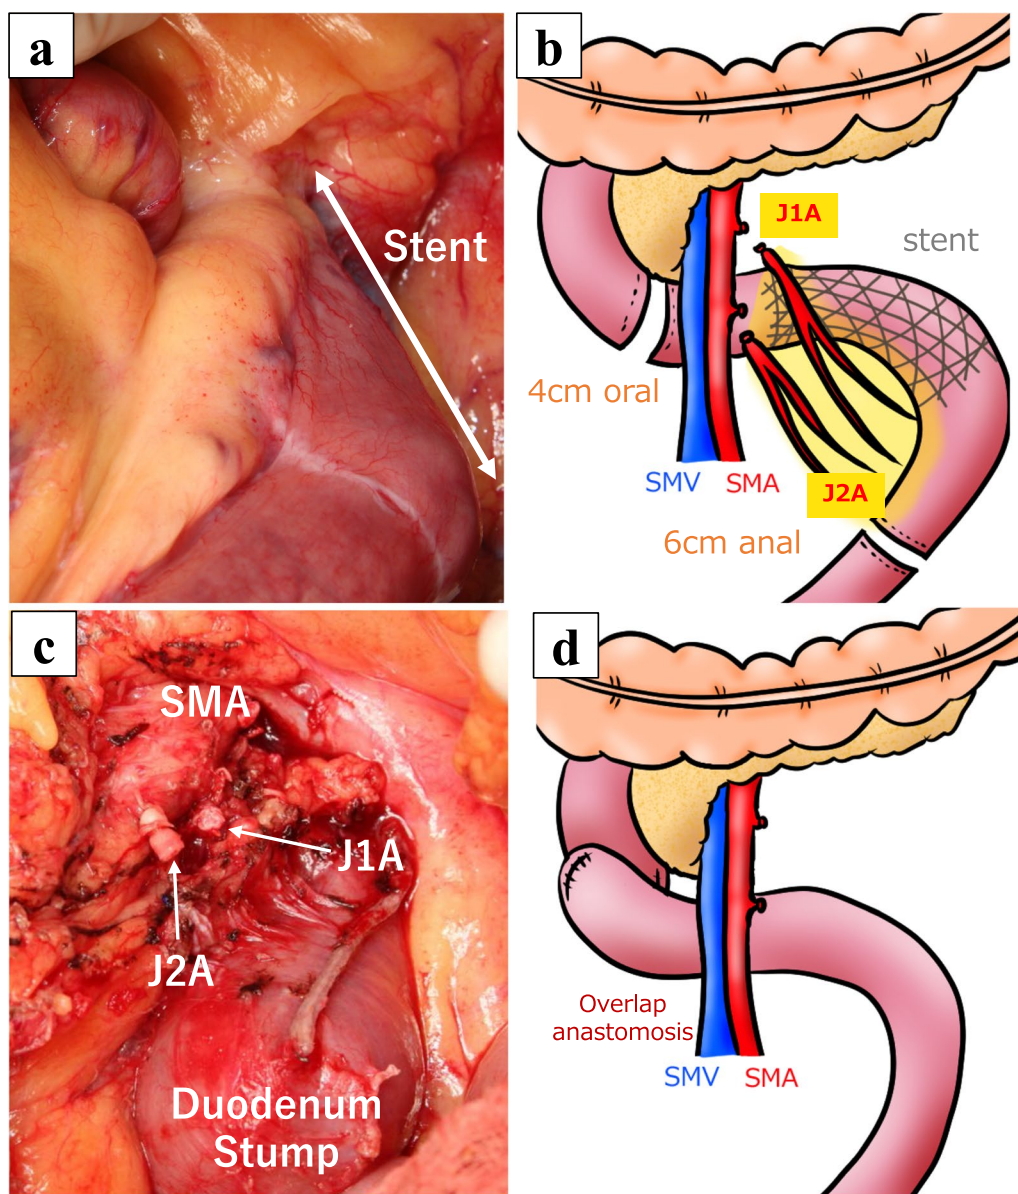 a
Stent
b
J1A
stent
4cm oral
SMV
SMA
J2A
6cm anal
c
SMA
J1A
J2A
Duodenum
Stump
d
Overlap
anastomosis
SMV
SMA